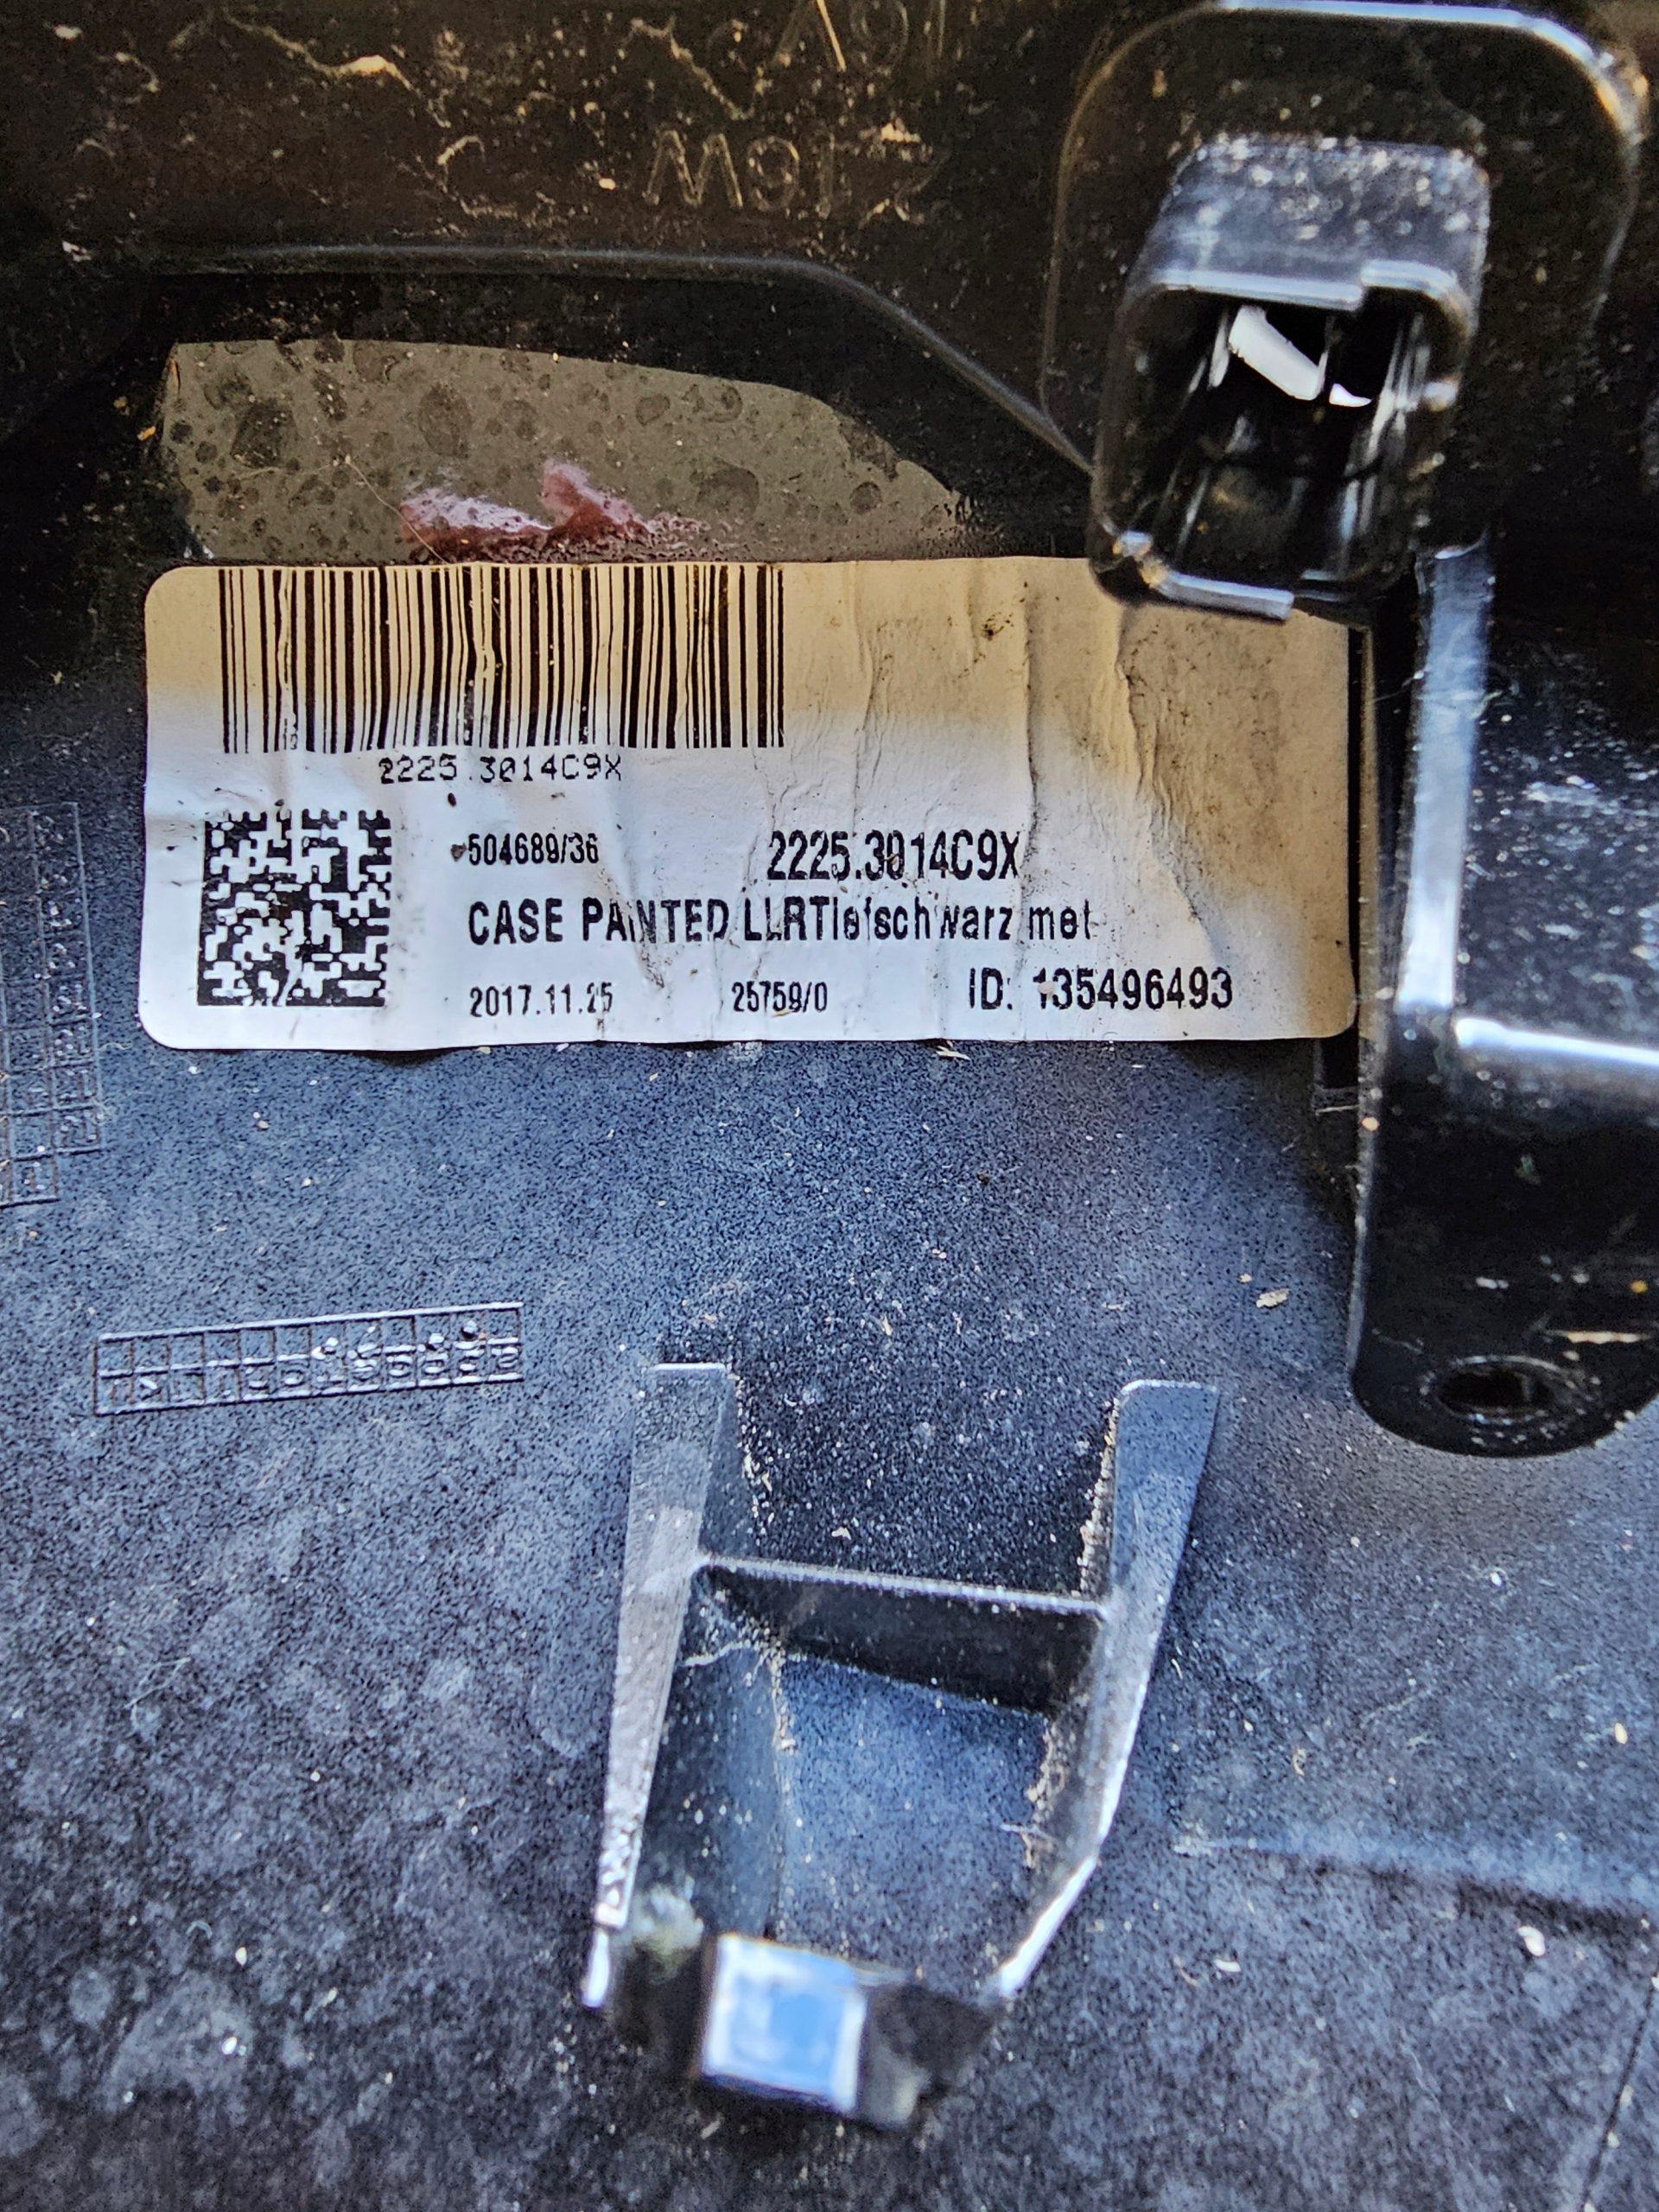 2225.3014C9X
504689/36
2225.3014C9X
CASE PAINTED LLRTiefschwarz met
2017.11.25
25759/0
ID: 135496493